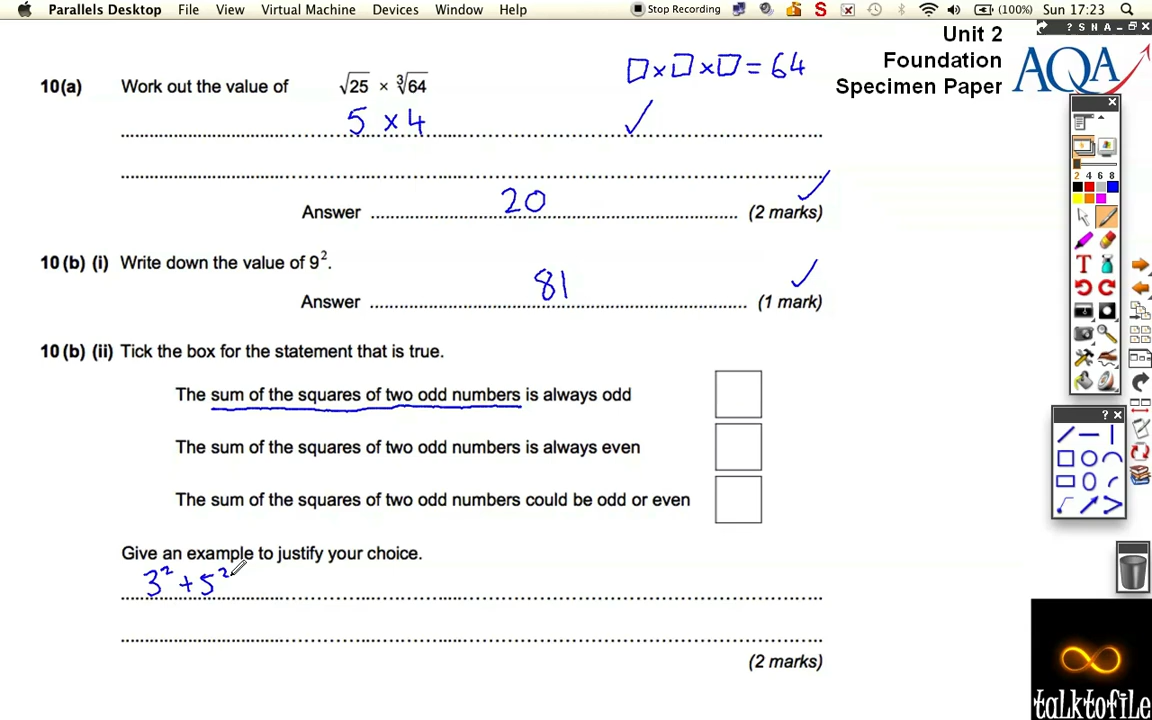 Parallels Desktop File View Virtual Machine Devices Window Help Stop Recording S (100%) Sun 17:23
? S N A
Unit 2
Foundation
Specimen Paper
AQA
□×□×□=64
10(a) Work out the value of √25 × ³√64
5 × 4 ✓
20 ✓
Answer (2 marks)
10(b) (i) Write down the value of 9².
81 ✓
Answer (1 mark)
10(b) (ii) Tick the box for the statement that is true.
The sum of the squares of two odd numbers is always odd
The sum of the squares of two odd numbers is always even
The sum of the squares of two odd numbers could be odd or even
Give an example to justify your choice.
3² + 5²
(2 marks)
2 4 6 8
T
?
talktofile